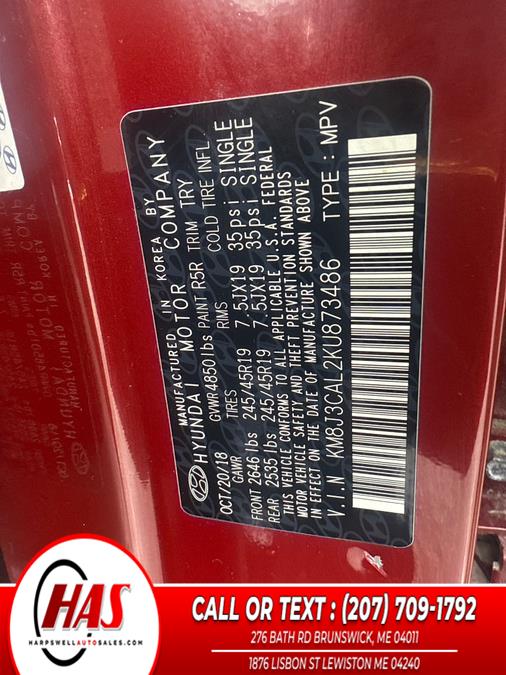 MANUFACTURED IN KOREA BY
HYUNDAI MOTOR COMPANY
OCT/20/18 GVWR4850lbs PAINT R5R TRIM TRY
GAWR TIRES RMS COLD TIRE INFL
FRONT 2646 lbs 245/45R19 7.5JX19 35psi SINGLE
REAR 2535 lbs 245/45R19 7.5JX19 35psi SINGLE
THIS VEHICLE CONFORMS TO ALL APPLICABLE U.S.A. FEDERAL
MOTOR VEHICLE SAFETY AND THEFT PREVENTION STANDARDS
IN EFFECT ON THE DATE OF MANUFACTURE SHOWN ABOVE
V.I.N KM8J3CAL2KU873486 TYPE : MPV
HAS
HARPSWELLAUTOSALES.COM
CALL OR TEXT : (207) 709-1792
276 BATH RD BRUNSWICK, ME 04011
1876 LISBON ST LEWISTON ME 04240